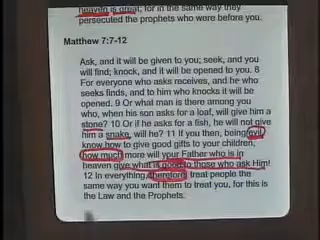 heaven is great; for in the same way they
persecuted the prophets who were before you.
Matthew 7:7-12
Ask, and it will be given to you; seek, and you
will find; knock, and it will be opened to you. 8
For everyone who asks receives, and he who
seeks finds, and to him who knocks it will be
opened. 9 Or what man is there among you
who, when his son asks for a loaf, will give him a
stone? 10 Or if he asks for a fish, he will not give
him a snake, will he? 11 If you then, being evil,
know how to give good gifts to your children,
how much more will your Father who is in
heaven give what is good to those who ask Him!
12 In everything, therefore, treat people the
same way you want them to treat you, for this is
the Law and the Prophets.